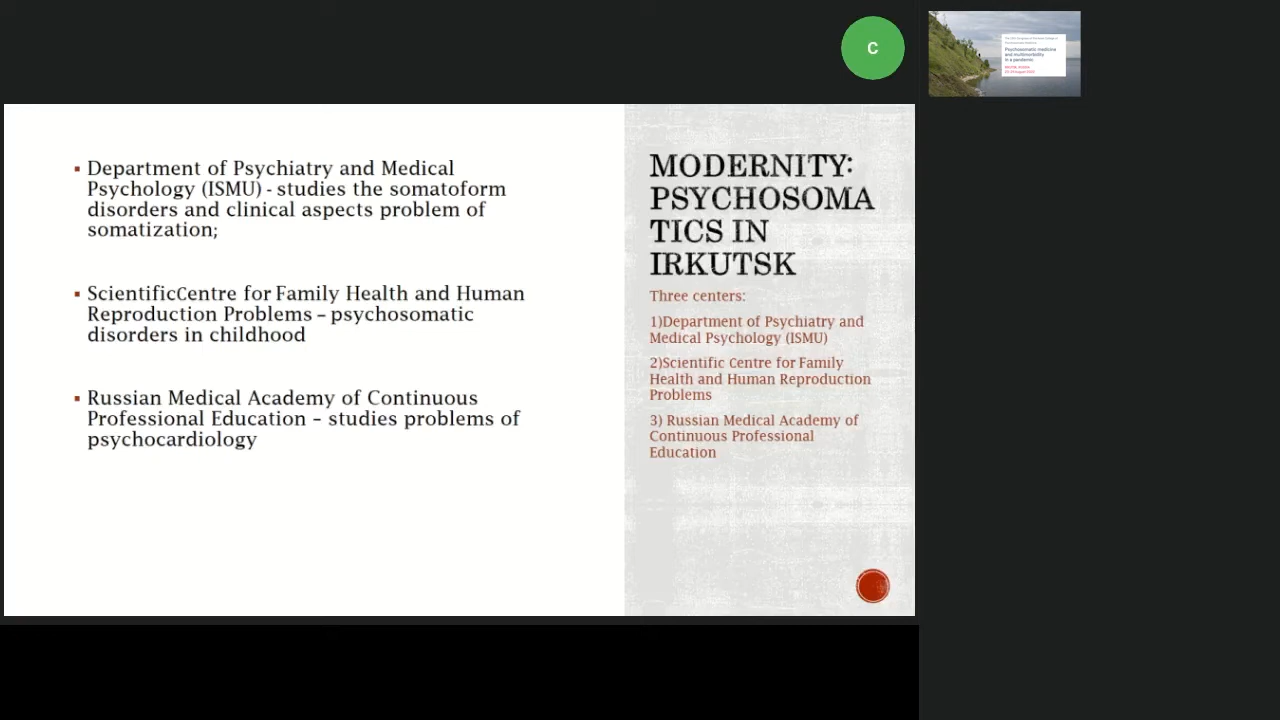 C
Psychosomatic medicine
and multimorbidity
in a pandemic
▪ Department of Psychiatry and Medical
Psychology (ISMU) - studies the somatoform
disorders and clinical aspects problem of
somatization;
▪ ScientificCentre for Family Health and Human
Reproduction Problems – psychosomatic
disorders in childhood
▪ Russian Medical Academy of Continuous
Professional Education – studies problems of
psychocardiology
MODERNITY:
PSYCHOSOMA
TICS IN
IRKUTSK
Three centers:
1)Department of Psychiatry and
Medical Psychology (ISMU)
2)Scientific Centre for Family
Health and Human Reproduction
Problems
3) Russian Medical Academy of
Continuous Professional
Education